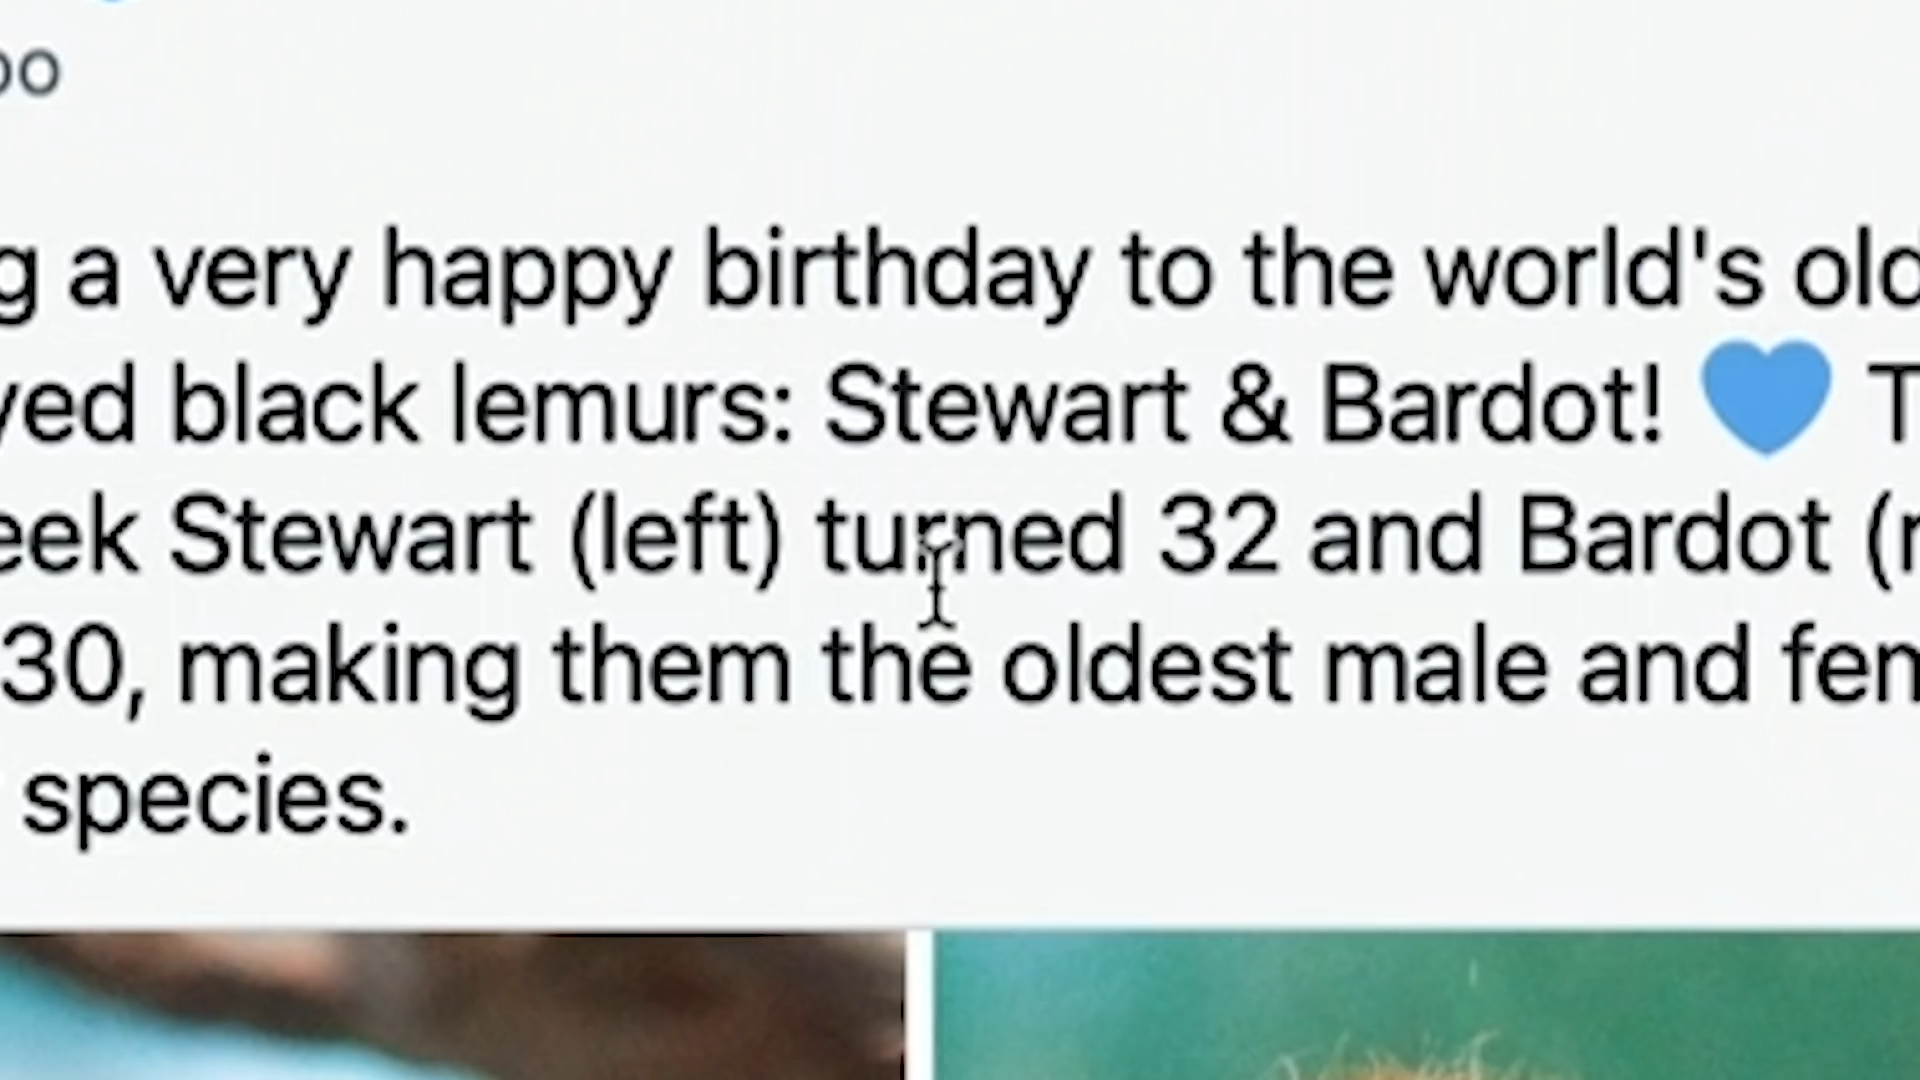 oo
g a very happy birthday to the world's old
yed black lemurs: Stewart & Bardot! 💙 T
eek Stewart (left) turned 32 and Bardot (r
30, making them the oldest male and fem
species.